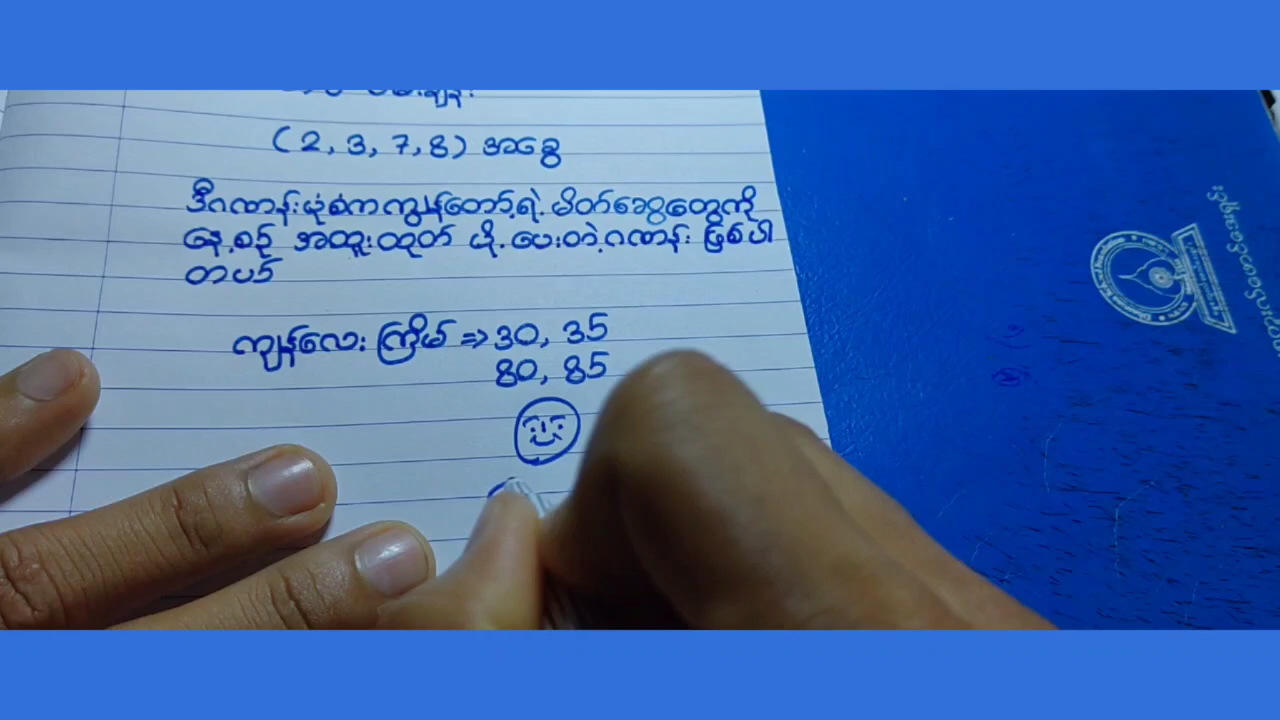 (2, 3, 7, 8) အခွေ
ဒီဂဏန်းပုံစံက ကျွန်တော့်ရဲ့ မိတ်ဆွေတွေကို
နေ့စဉ် အထူးထုတ် ပို့ပေးတဲ့ ဂဏန်း ဖြစ်ပါ
တယ်
ကျွန်လေး ကြိုမ် ⇒ 30, 35
80, 85